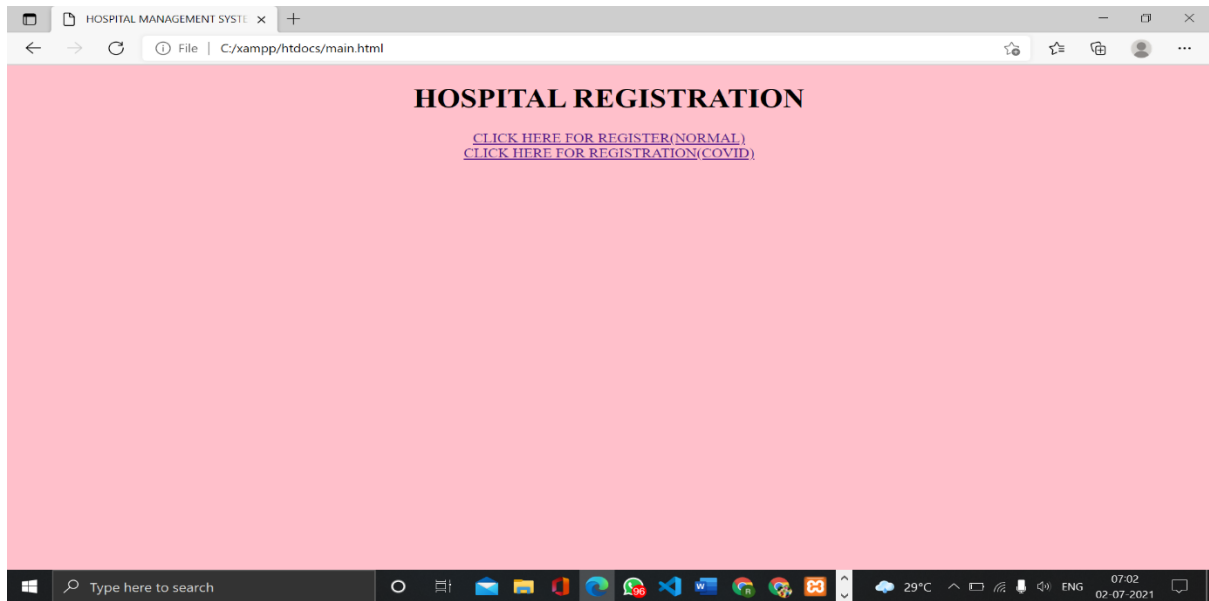 HOSPITAL MANAGEMENT SYSTE
File | C:/xampp/htdocs/main.html
HOSPITAL REGISTRATION
CLICK HERE FOR REGISTER(NORMAL)
CLICK HERE FOR REGISTRATION(COVID)
Type here to search
96
29°C
ENG
07:02
02-07-2021